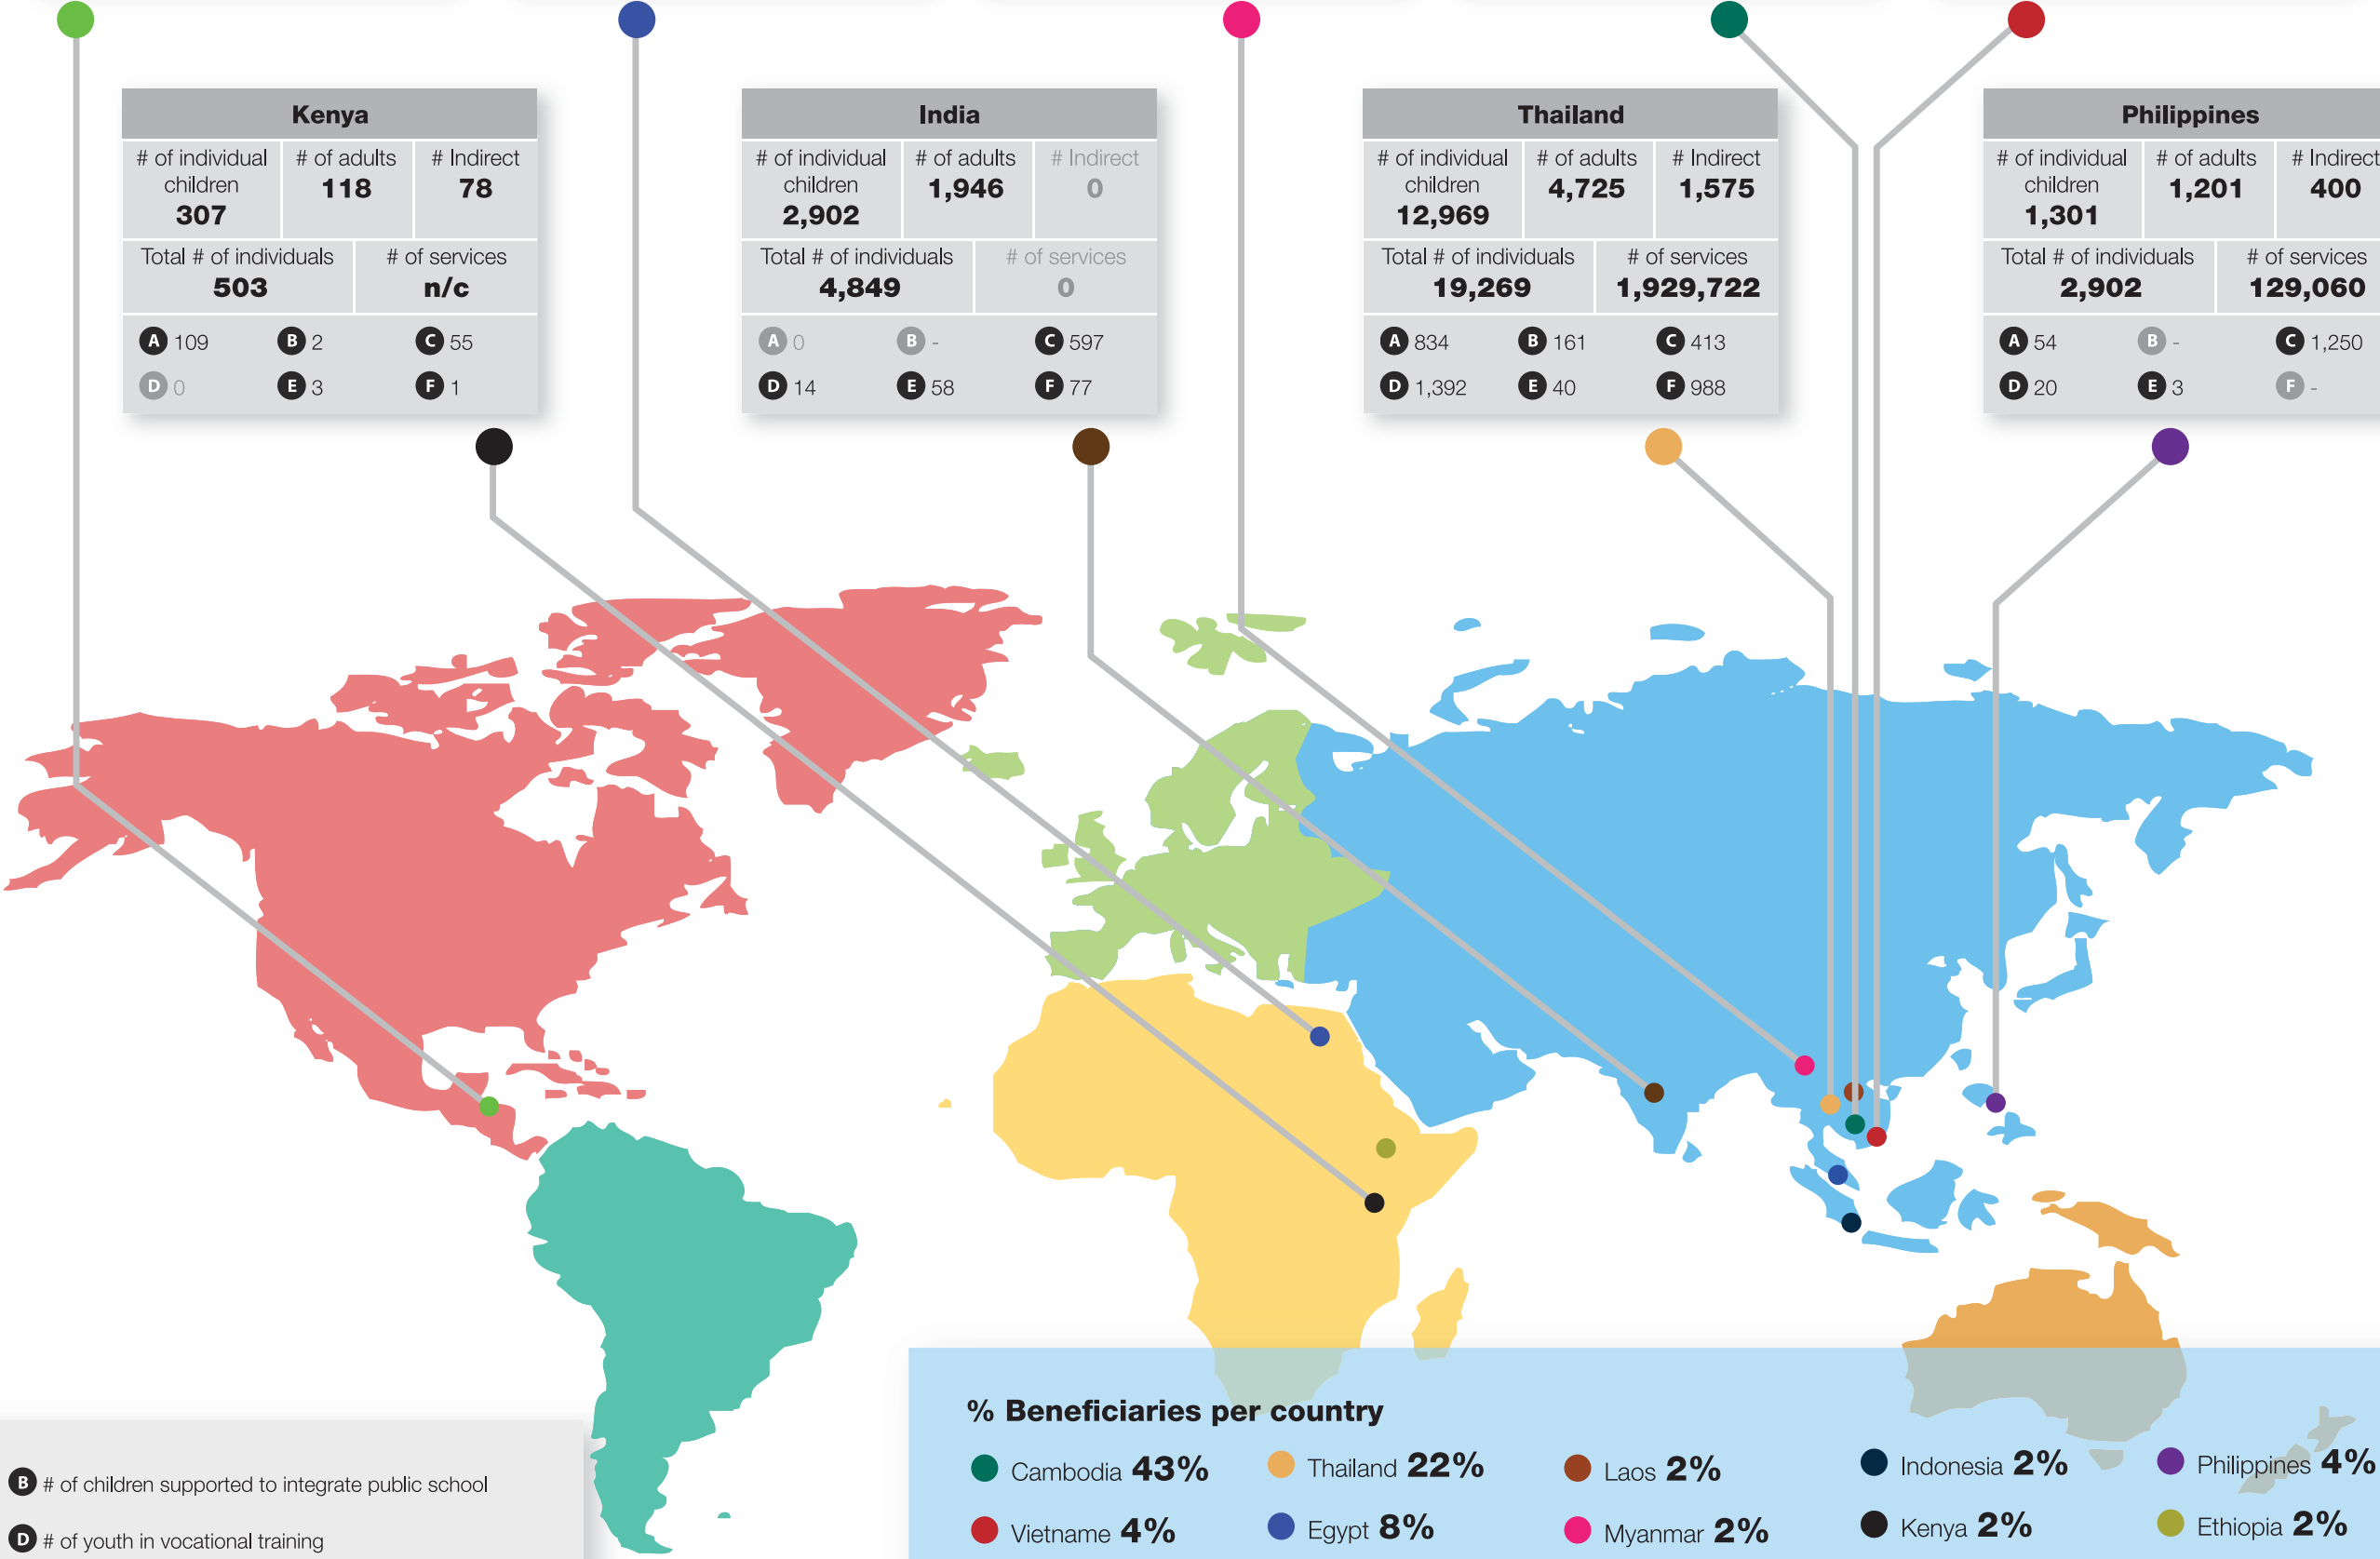 Kenya
# of individual children
307
# of adults
118
# Indirect
78
Total # of individuals
503
# of services
n/c
A 109
B 2
C 55
D 0
E 3
F 1
India
# of individual children
2,902
# of adults
1,946
# Indirect
0
Total # of individuals
4,849
# of services
0
A 0
B -
C 597
D 14
E 58
F 77
Thailand
# of individual children
12,969
# of adults
4,725
# Indirect
1,575
Total # of individuals
19,269
# of services
1,929,722
A 834
B 161
C 413
D 1,392
E 40
F 988
Philippines
# of individual children
1,301
# of adults
1,201
# Indirect
400
Total # of individuals
2,902
# of services
129,060
A 54
B -
C 1,250
D 20
E 3
F -
B # of children supported to integrate public school
D # of youth in vocational training
% Beneficiaries per country
Cambodia 43%
Thailand 22%
Laos 2%
Indonesia 2%
Philippines 4%
Vietname 4%
Egypt 8%
Myanmar 2%
Kenya 2%
Ethiopia 2%